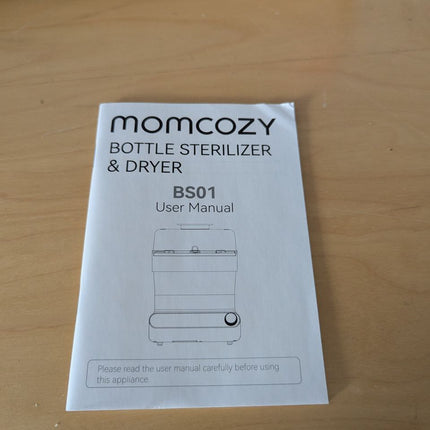 momcozy
BOTTLE STERILIZER
& DRYER
BS01
User Manual
Please read the user manual carefully before using
this appliance.